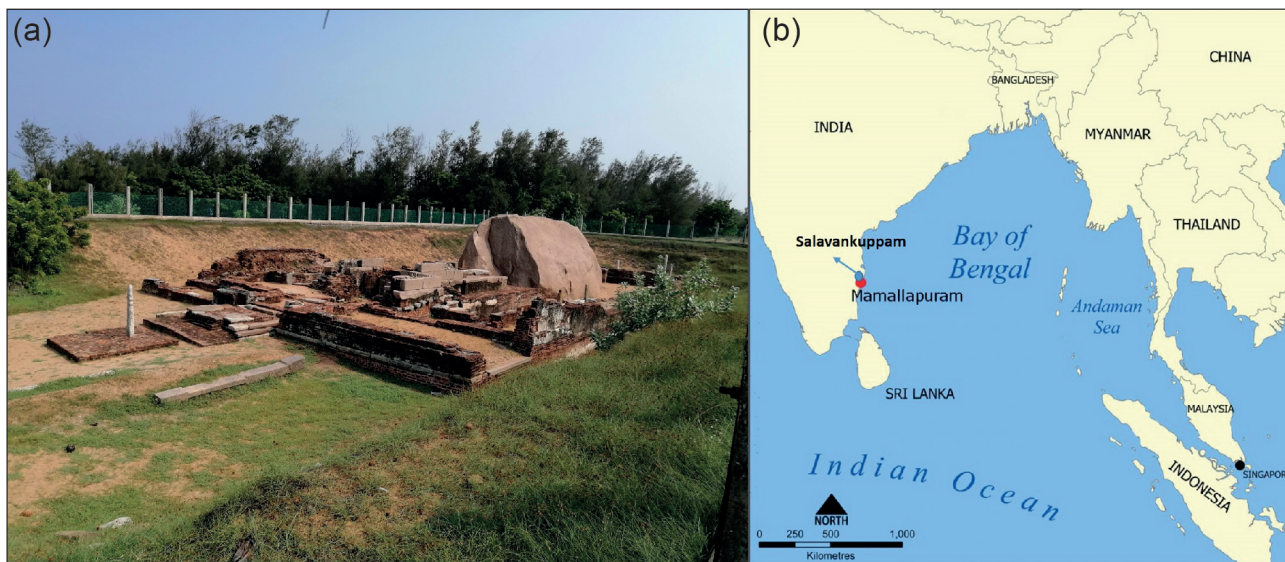 (a)
(b)
CHINA
BANGLADESH
INDIA
MYANMAR
THAILAND
Salavankuppam
Bay of
Bengal
Mamallapuram
Andaman
Sea
SRI LANKA
MALAYSIA
SINGAPOR
INDONESIA
Indian Ocean
NORTH
0 250 500 1,000
Kilometres